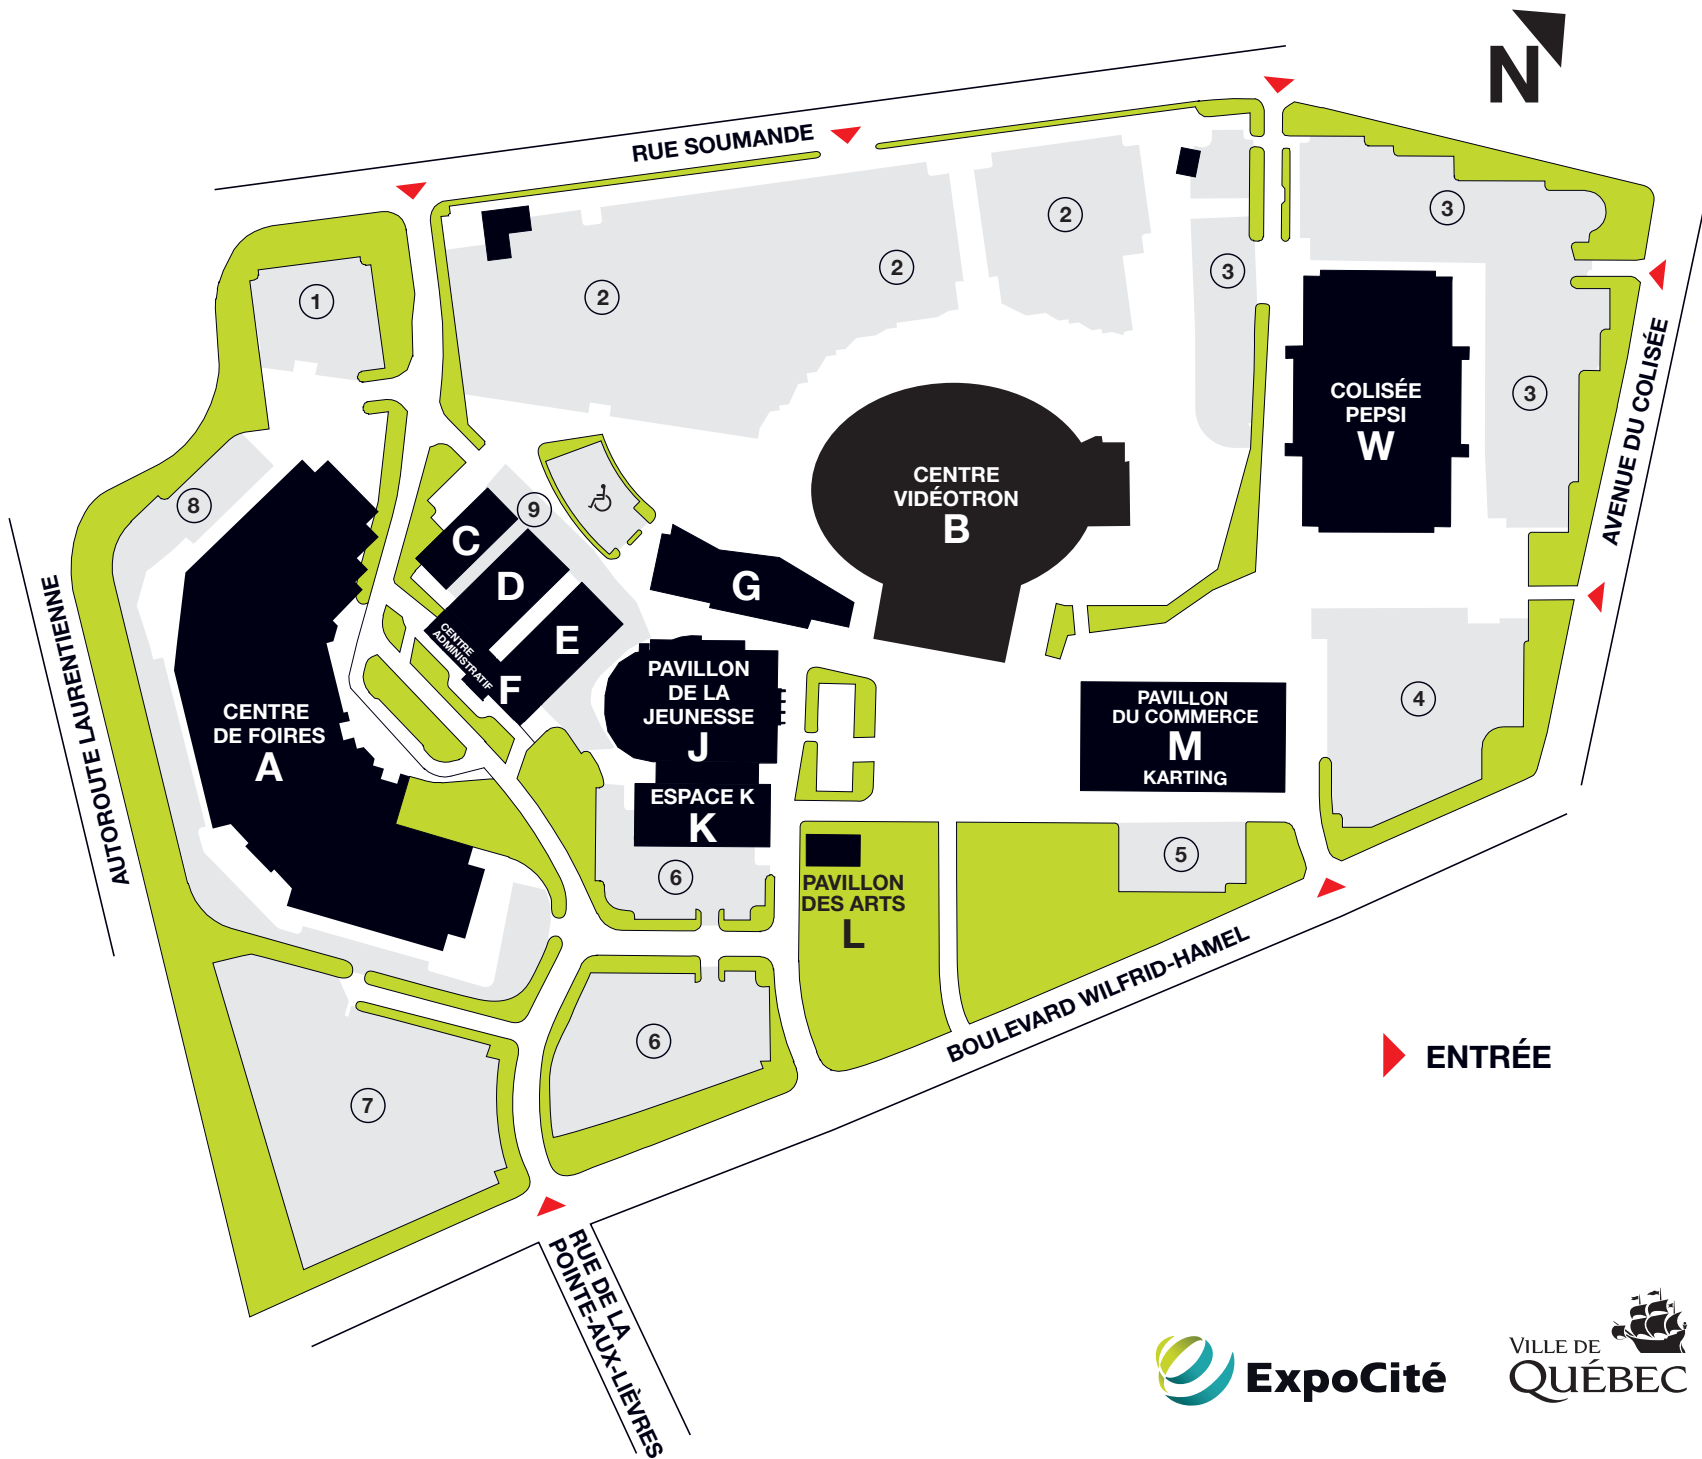 N
RUE SOUMANDE
1
2
2
2
3
3
3
AVENUE DU COLISÉE
COLISÉE
PEPSI
W
CENTRE
VIDÉOTRON
B
8
9
C
D
E
CENTRE
ADMINISTRATIF
F
G
AUTOROUTE LAURENTIENNE
CENTRE
DE FOIRES
A
PAVILLON
DE LA
JEUNESSE
J
ESPACE K
K
PAVILLON
DU COMMERCE
M
KARTING
4
5
6
PAVILLON
DES ARTS
L
BOULEVARD WILFRID-HAMEL
6
7
ENTRÉE
RUE DE LA
POINTE-AUX-LIÈVRES
ExpoCité
VILLE DE
QUÉBEC